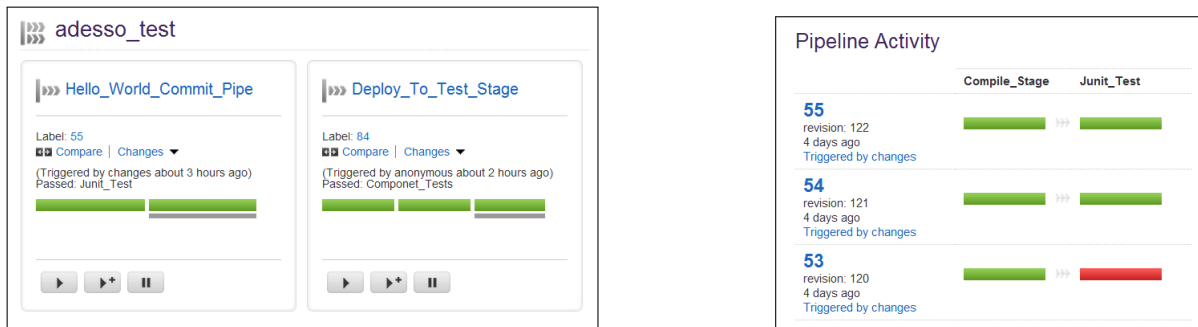 adesso_test
Hello_World_Commit_Pipe
Label: 55
Compare | Changes
(Triggered by changes about 3 hours ago)
Passed: Junit_Test
Deploy_To_Test_Stage
Label: 84
Compare | Changes
(Triggered by anonymous about 2 hours ago)
Passed: Componet_Tests
Pipeline Activity
Compile_Stage Junit_Test
55
revision: 122
4 days ago
Triggered by changes
54
revision: 121
4 days ago
Triggered by changes
53
revision: 120
4 days ago
Triggered by changes